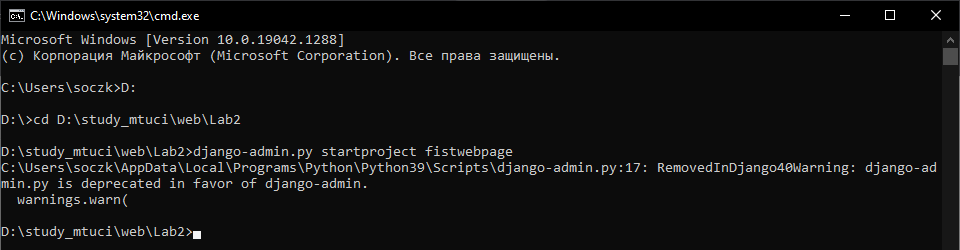 C:\Windows\system32\cmd.exe
Microsoft Windows [Version 10.0.19042.1288]
(c) Корпорация Майкрософт (Microsoft Corporation). Все права защищены.
C:\Users\soczk>D:
D:\>cd D:\study_mtuci\web\Lab2
D:\study_mtuci\web\Lab2>django-admin.py startproject fistwebpage
C:\Users\soczk\AppData\Local\Programs\Python\Python39\Scripts\django-admin.py:17: RemovedInDjango40Warning: django-ad
min.py is deprecated in favor of django-admin.
  warnings.warn(
D:\study_mtuci\web\Lab2>